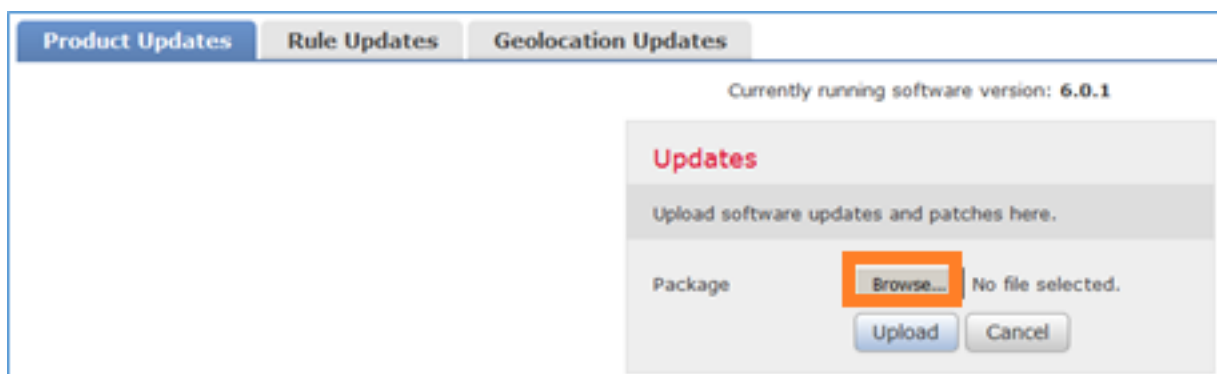 Product Updates Rule Updates Geolocation Updates
Currently running software version: 6.0.1
Updates
Upload software updates and patches here.
Package Browse... No file selected.
Upload Cancel